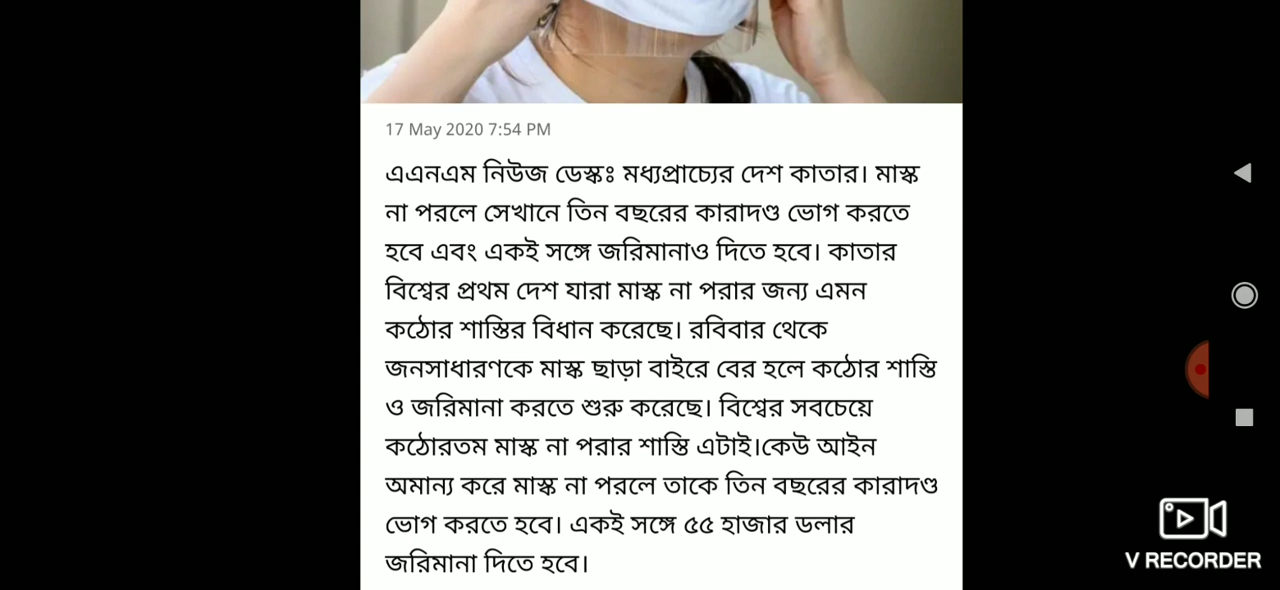 17 May 2020 7:54 PM
এএনএম নিউজ ডেস্কঃ মধ্যপ্রাচ্যের দেশ কাতার। মাস্ক
না পরলে সেখানে তিন বছরের কারাদণ্ড ভোগ করতে
হবে এবং একই সঙ্গে জরিমানাও দিতে হবে। কাতার
বিশ্বের প্রথম দেশ যারা মাস্ক না পরার জন্য এমন
কঠোর শাস্তির বিধান করেছে। রবিবার থেকে
জনসাধারণকে মাস্ক ছাড়া বাইরে বের হলে কঠোর শাস্তি
ও জরিমানা করতে শুরু করেছে। বিশ্বের সবচেয়ে
কঠোরতম মাস্ক না পরার শাস্তি এটাই।কেউ আইন
অমান্য করে মাস্ক না পরলে তাকে তিন বছরের কারাদণ্ড
ভোগ করতে হবে। একই সঙ্গে ৫৫ হাজার ডলার
জরিমানা দিতে হবে।
V RECORDER